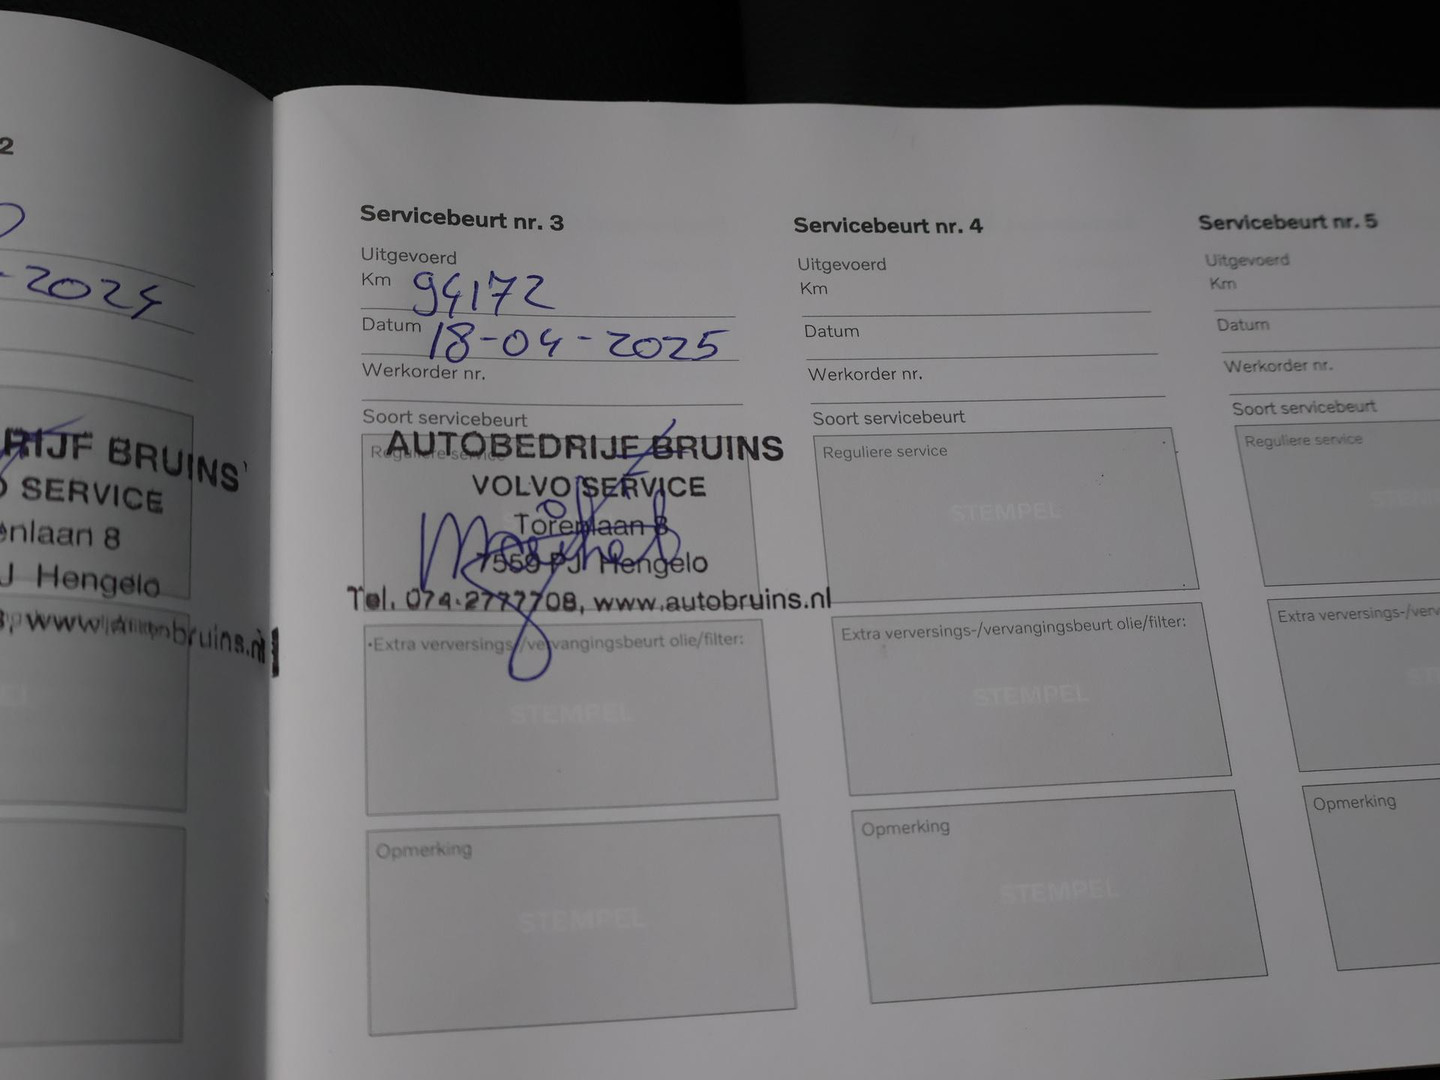 2
-2024
RIJF BRUINS
SERVICE
enlaan 8
J Hengelo
www.autobruins.nl
Servicebeurt nr. 3
Uitgevoerd
Km 94172
Datum 18-04-2025
Werkorder nr.
Soort servicebeurt
Reguliere service
AUTOBEDRIJF BRUINS
VOLVO SERVICE
Torenlaan 8
7559 PJ Hengelo
Tel. 074-2777708, www.autobruins.nl
Extra verversings-/vervangingsbeurt olie/filter:
STEMPEL
Opmerking
STEMPEL
Servicebeurt nr. 4
Uitgevoerd
Km
Datum
Werkorder nr.
Soort servicebeurt
Reguliere service
STEMPEL
Extra verversings-/vervangingsbeurt olie/filter:
STEMPEL
Opmerking
STEMPEL
Servicebeurt nr. 5
Uitgevoerd
Km
Datum
Werkorder nr.
Soort servicebeurt
Reguliere service
Extra verversings-/verv
Opmerking